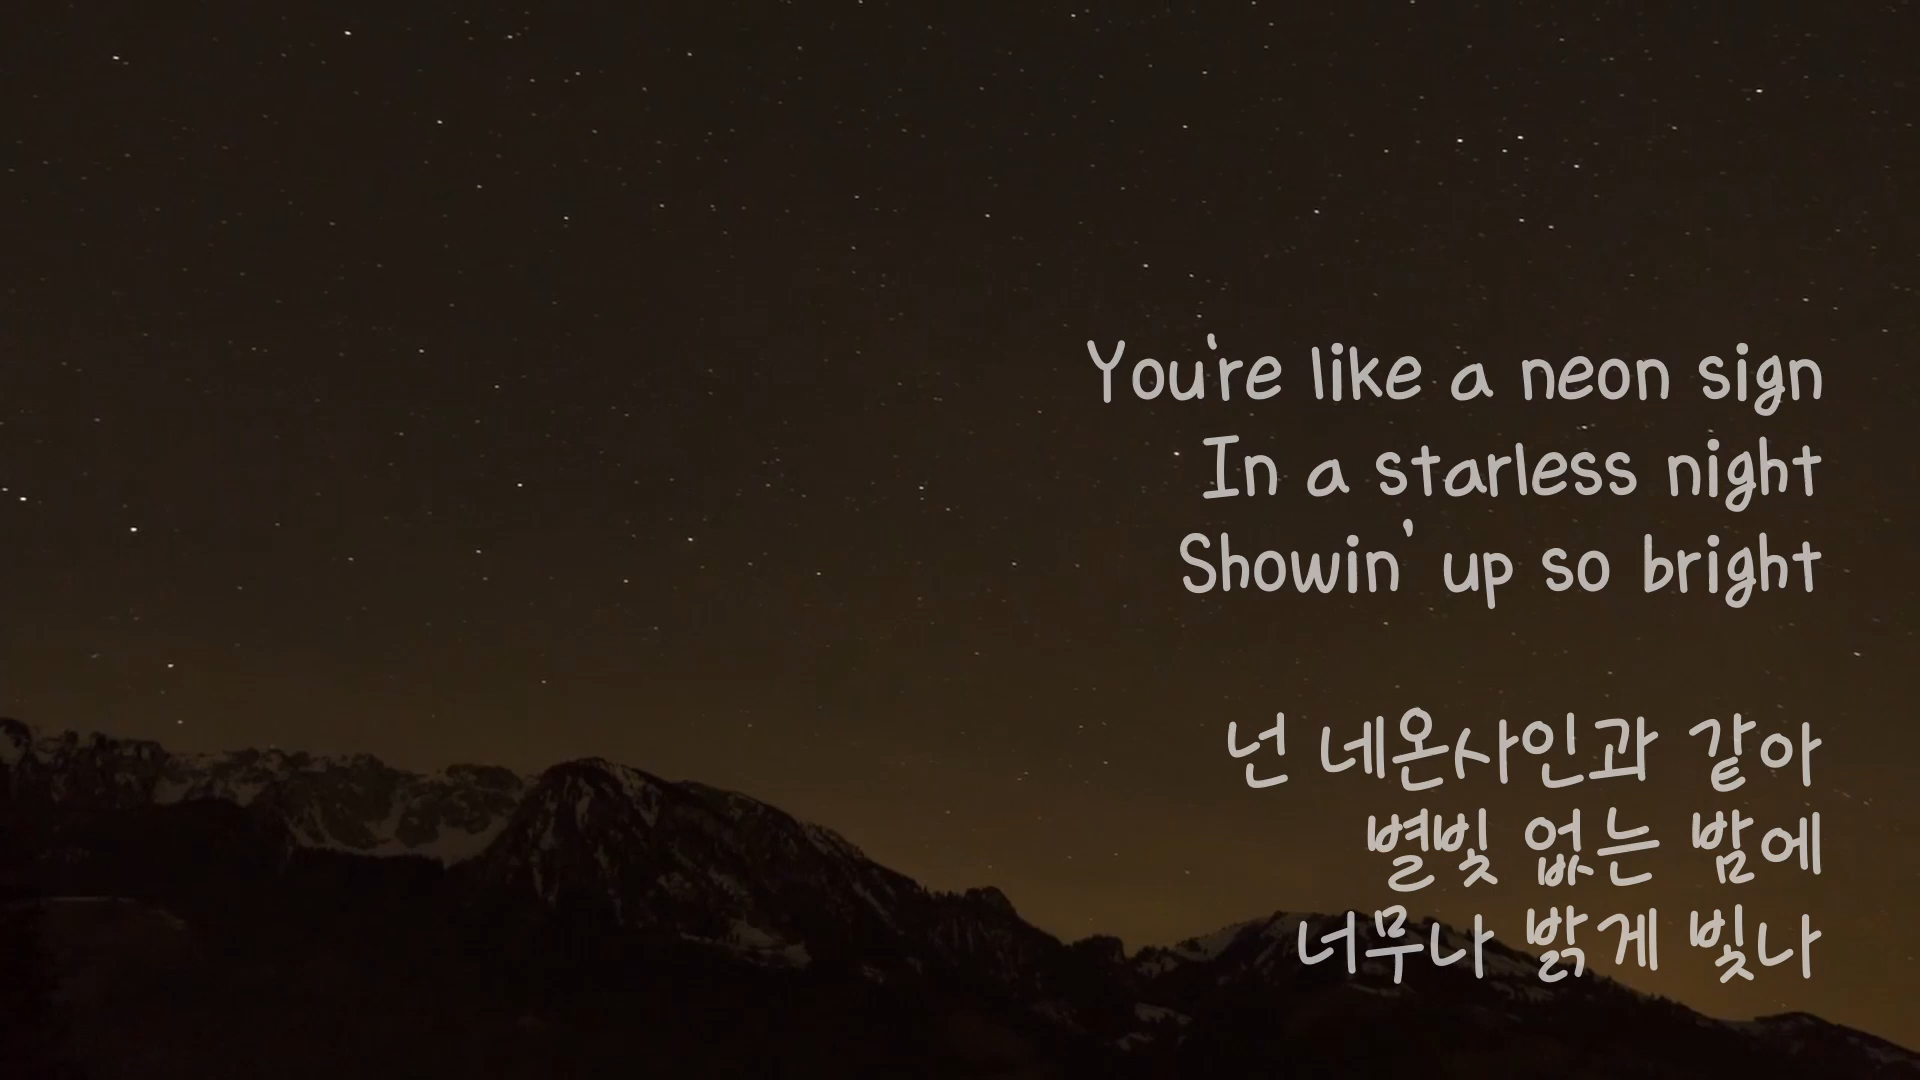 You're like a neon sign
In a starless night
Showin' up so bright
넌 네온사인과 같아
별빛 없는 밤에
너무나 밝게 빛나